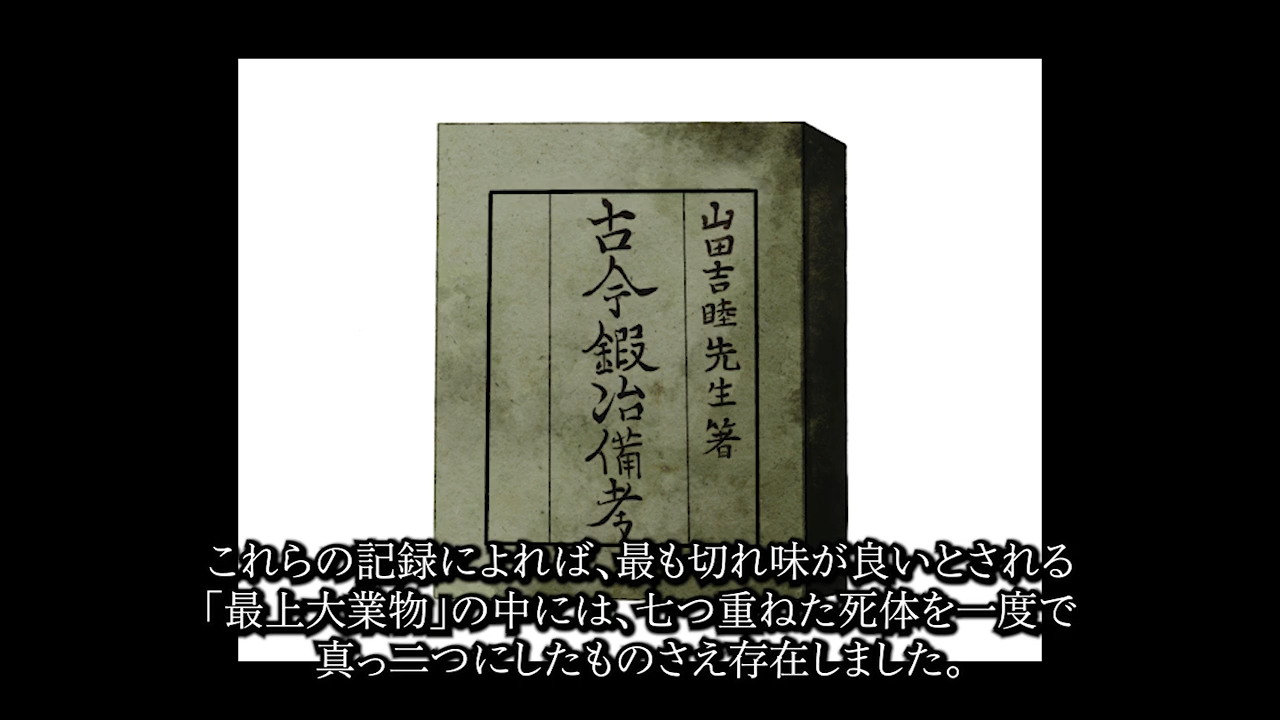 山田吉睦先生著
古今鍛冶備考
これらの記録によれば、最も切れ味が良いとされる
「最上大業物」の中には、七つ重ねた死体を一度で
真っ二つにしたものさえ存在しました。